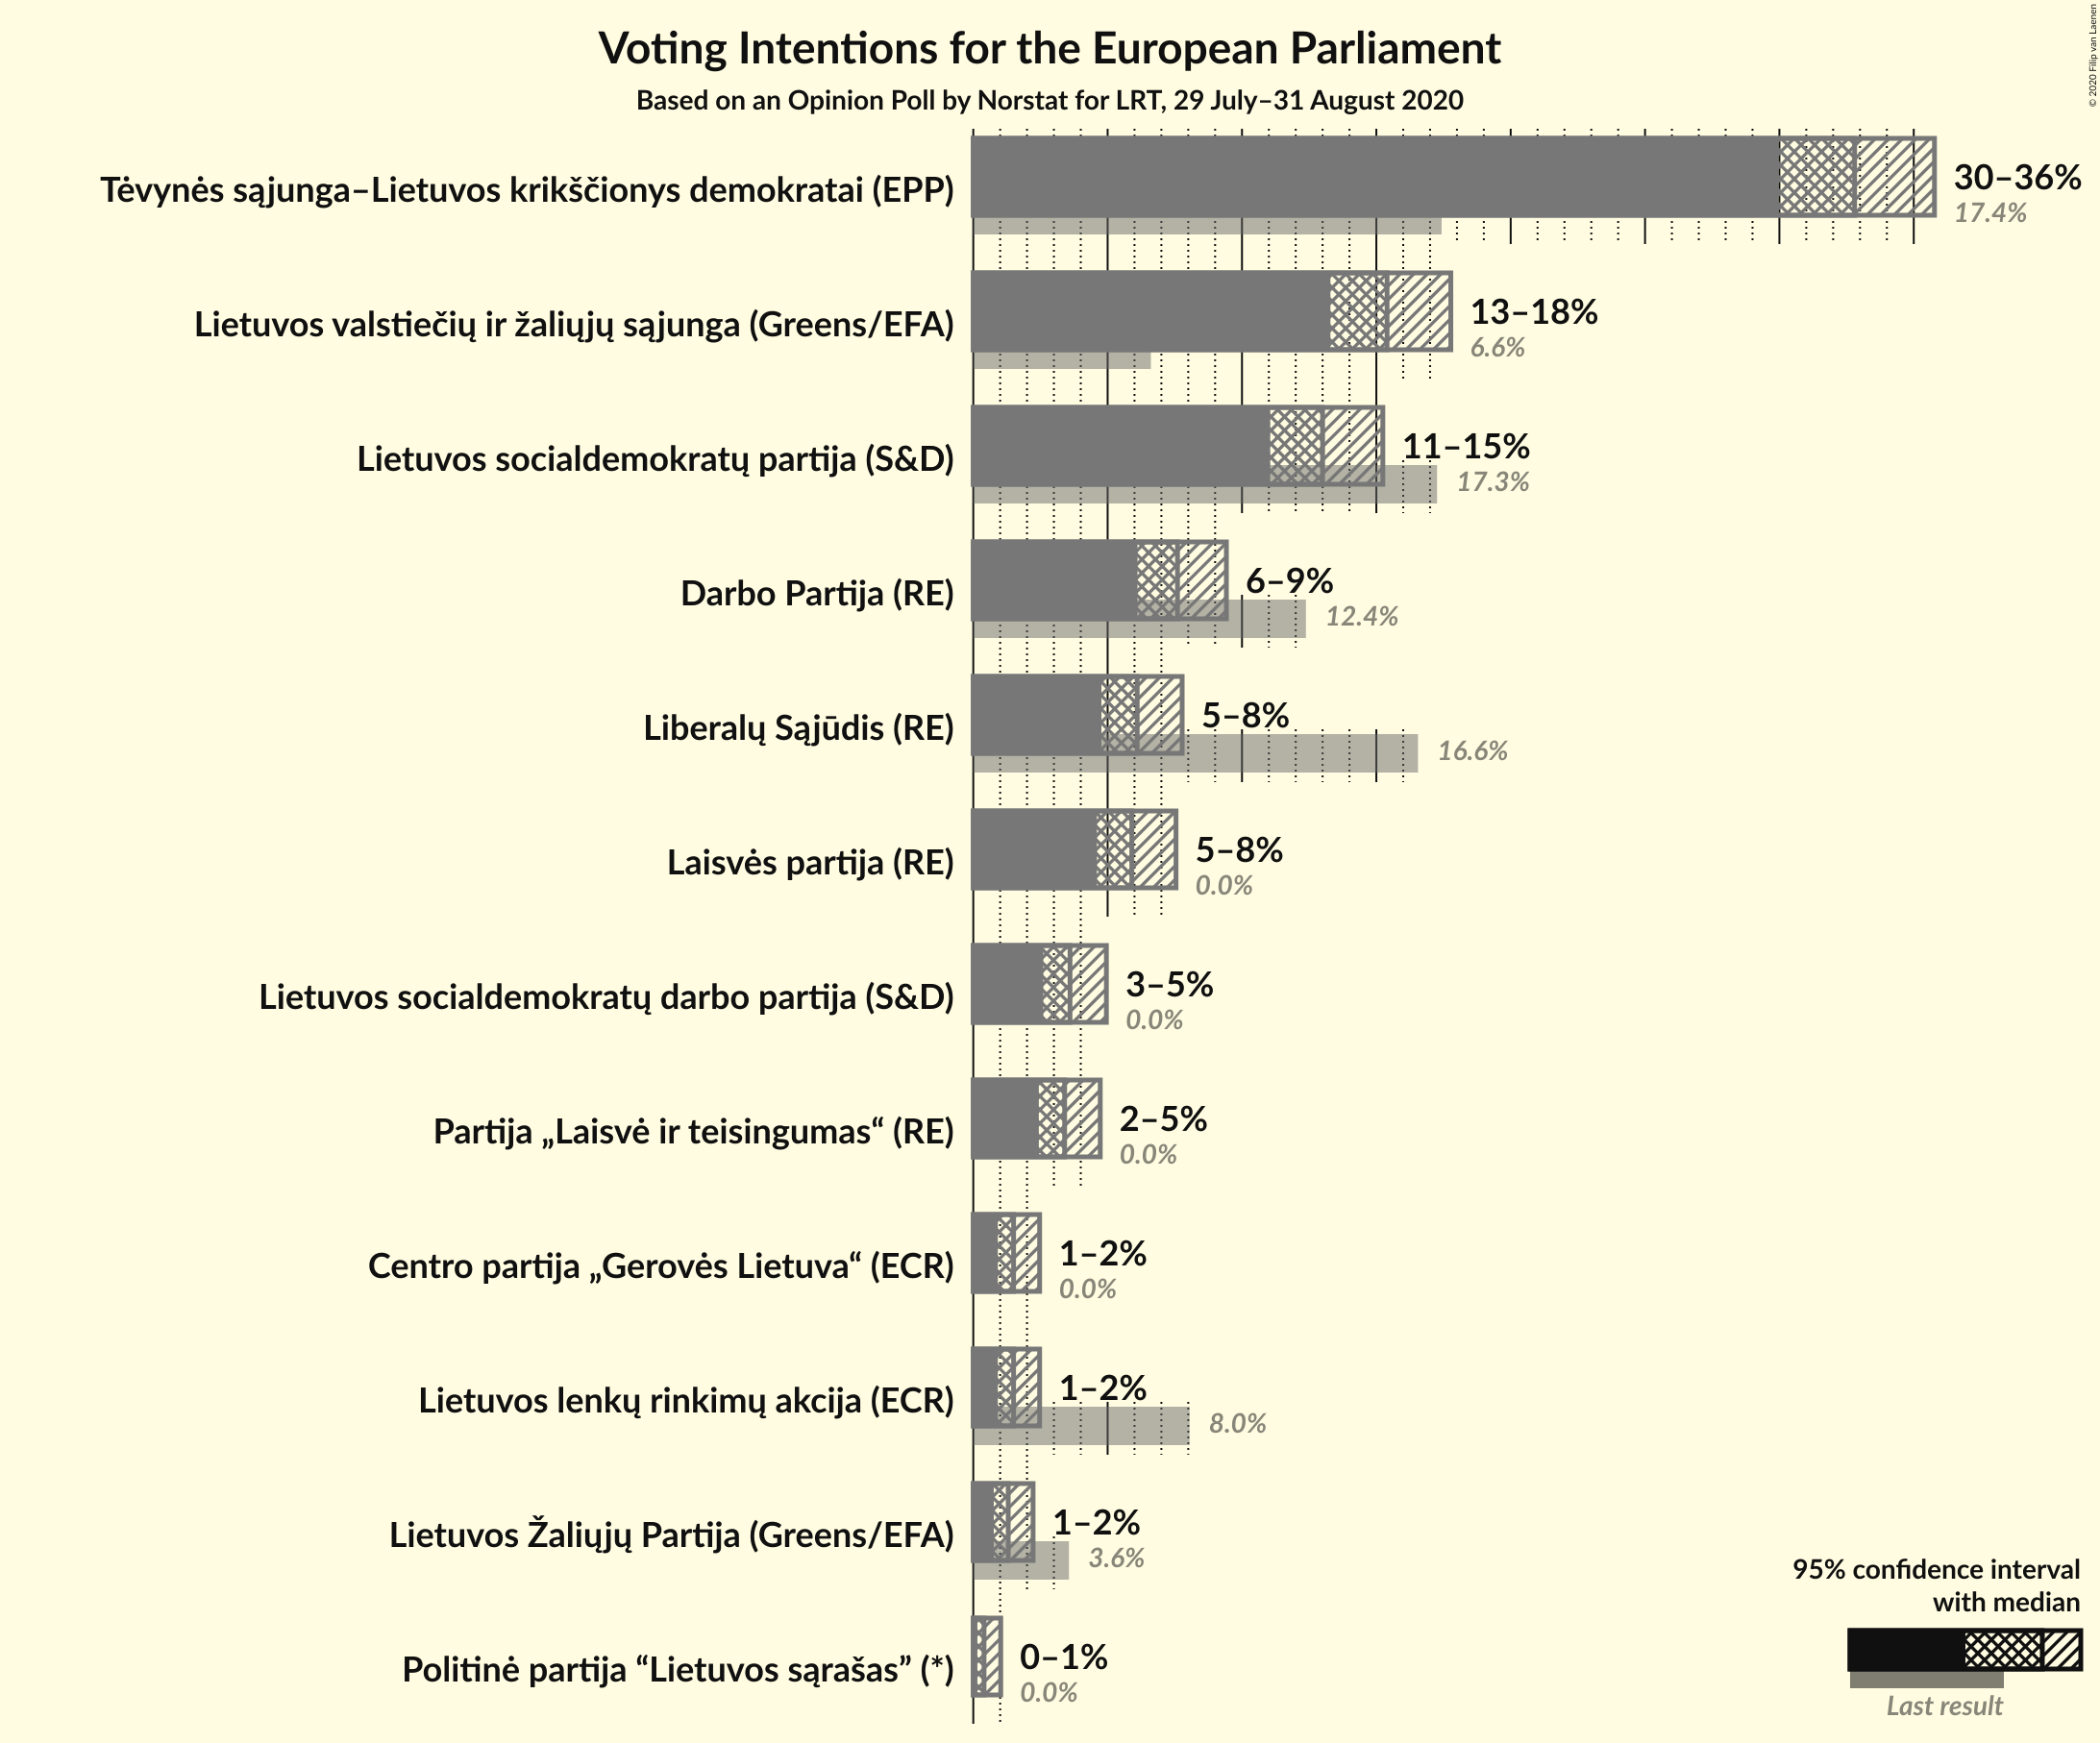 Voting Intentions for the European Parliament
Based on an Opinion Poll by Norstat for LRT, 29 July–31 August 2020
© 2020 Filip van Laenen
Tėvynės sąjunga–Lietuvos krikščionys demokratai (EPP)
30–36%
17.4%
Lietuvos valstiečių ir žaliųjų sąjunga (Greens/EFA)
13–18%
6.6%
Lietuvos socialdemokratų partija (S&D)
11–15%
17.3%
Darbo Partija (RE)
6–9%
12.4%
Liberalų Sąjūdis (RE)
5–8%
16.6%
Laisvės partija (RE)
5–8%
0.0%
Lietuvos socialdemokratų darbo partija (S&D)
3–5%
0.0%
Partija „Laisvė ir teisingumas“ (RE)
2–5%
0.0%
Centro partija „Gerovės Lietuva“ (ECR)
1–2%
0.0%
Lietuvos lenkų rinkimų akcija (ECR)
1–2%
8.0%
Lietuvos Žaliųjų Partija (Greens/EFA)
1–2%
3.6%
Politinė partija “Lietuvos sąrašas” (*)
0–1%
0.0%
95% confidence interval
with median
Last result